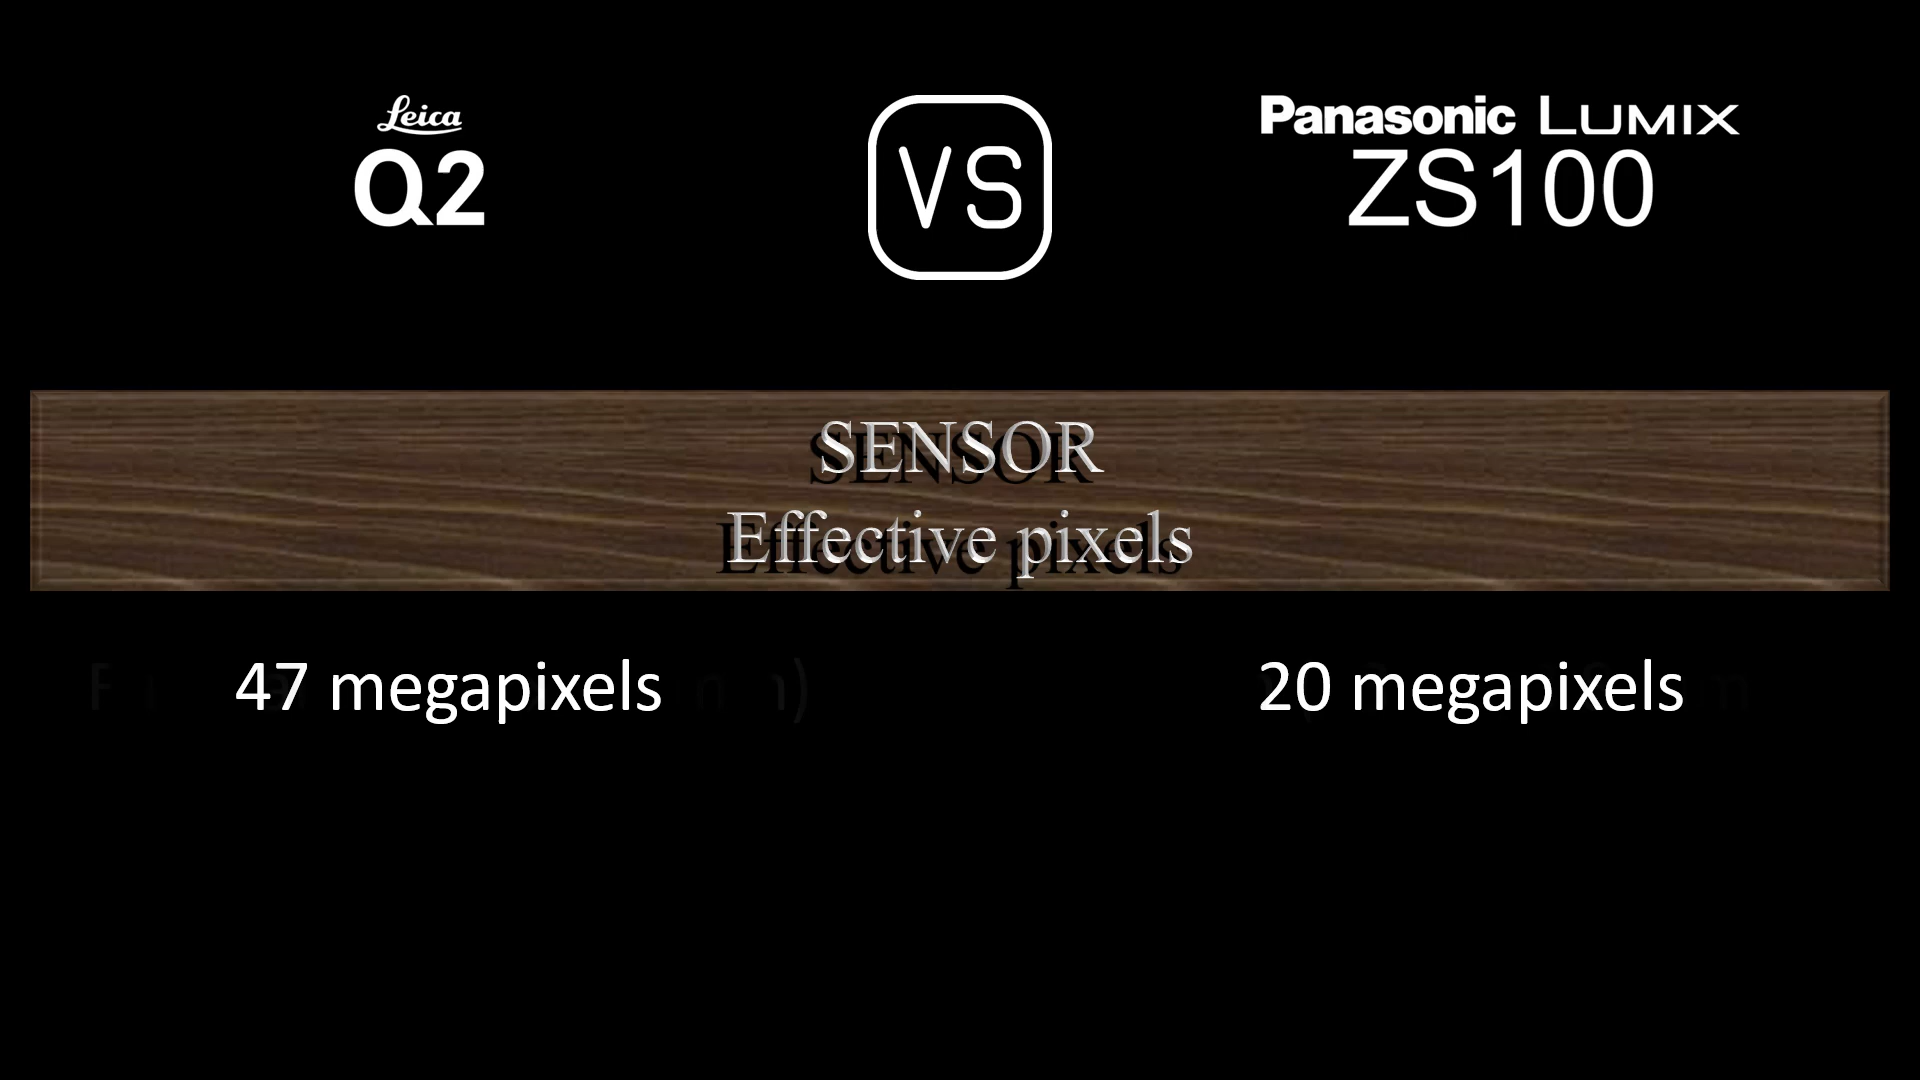 Leica
Q2
VS
Panasonic LUMIX
ZS100
SENSOR
Effective pixels
47 megapixels
20 megapixels